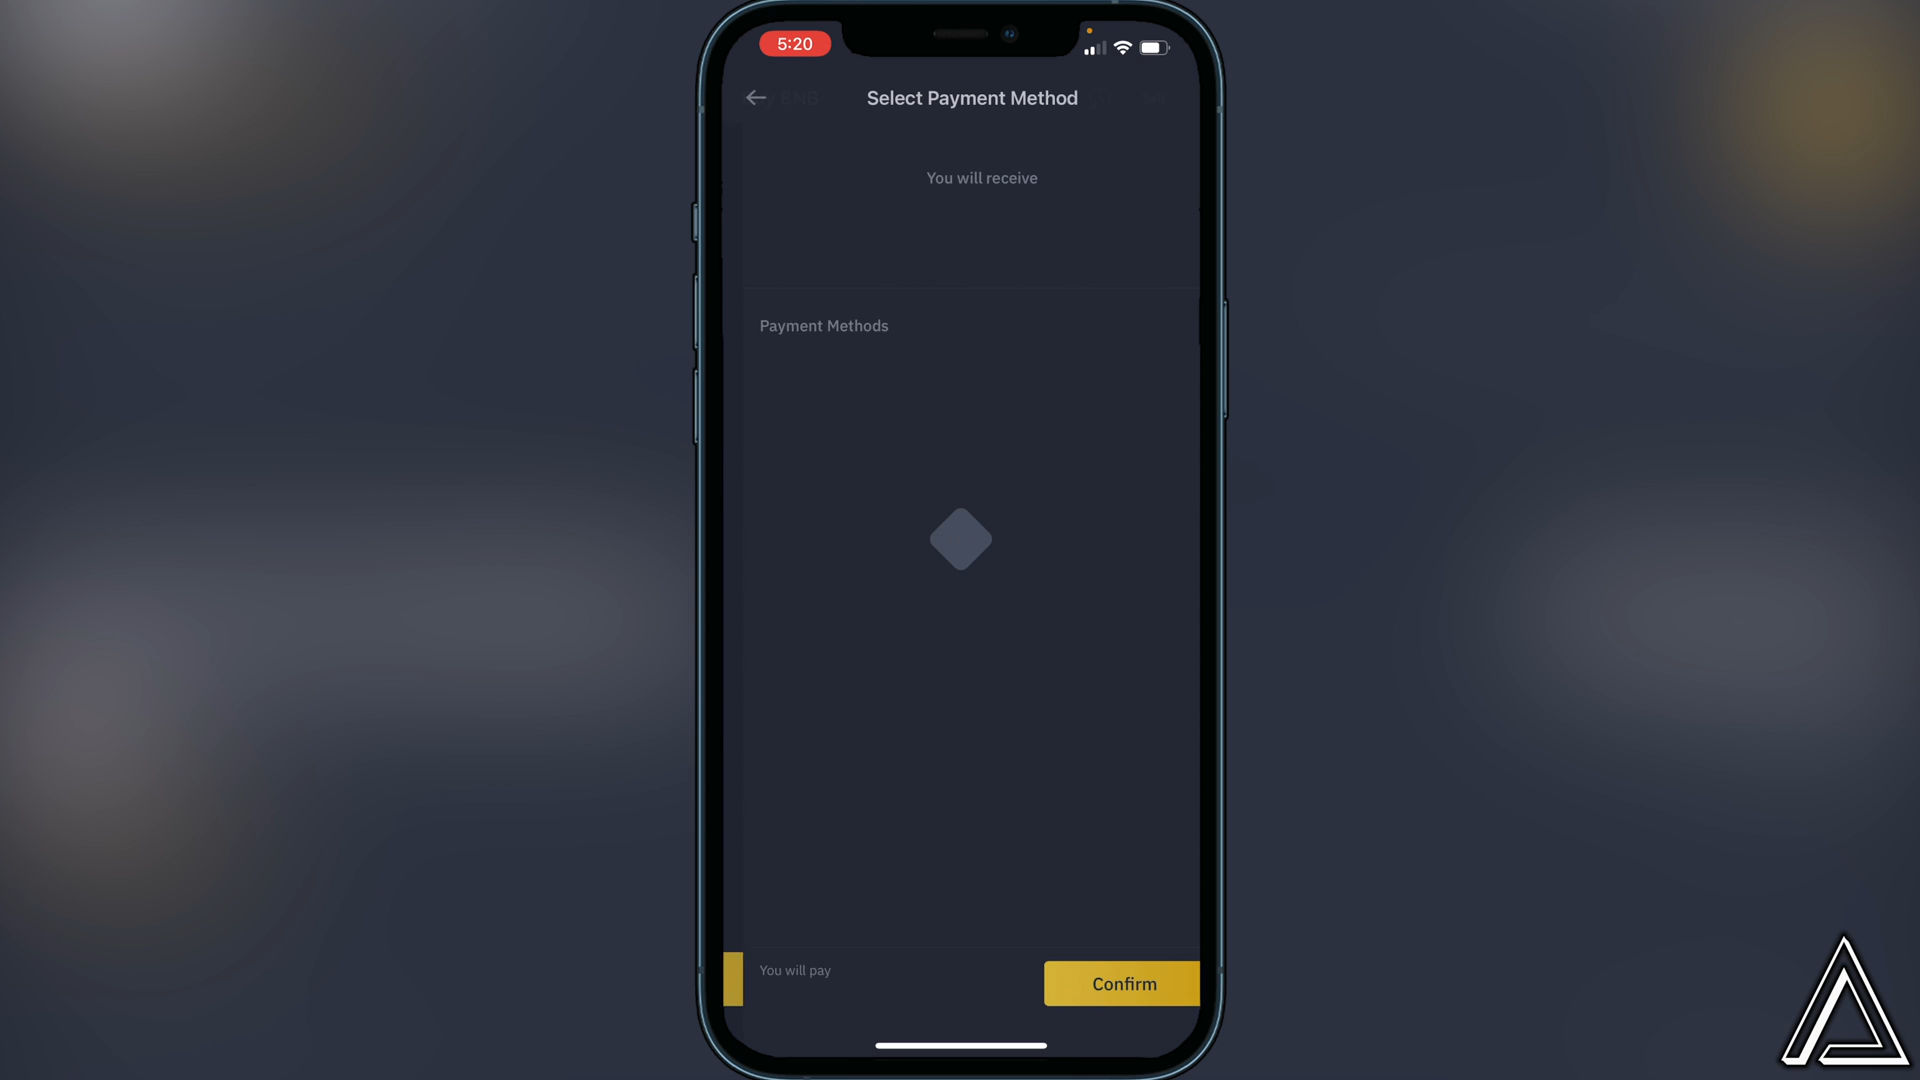 5:20
Select Payment Method
You will receive
Payment Methods
You will pay
Confirm